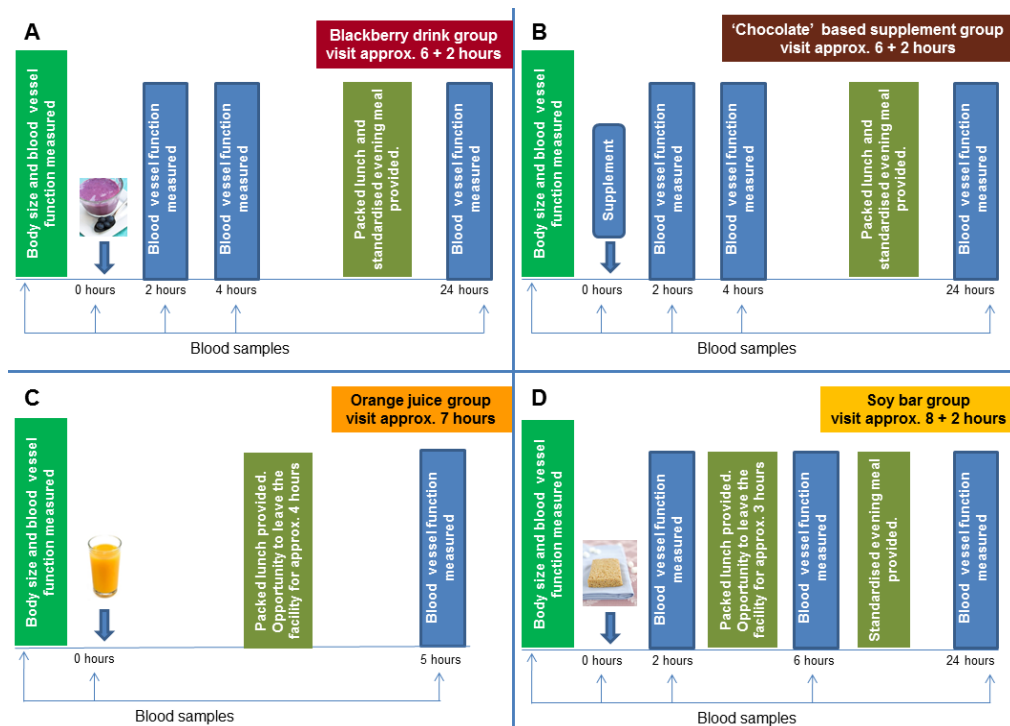 A
Blackberry drink group
visit approx. 6 + 2 hours
Body size and blood vessel
function measured
Blood vessel function
measured
Blood vessel function
measured
Packed lunch and
standardised evening meal
provided.
Blood vessel function
measured
0 hours
2 hours
4 hours
24 hours
Blood samples
B
‘Chocolate’ based supplement group
visit approx. 6 + 2 hours
Body size and blood vessel
function measured
Supplement
Blood vessel function
measured
Blood vessel function
measured
Packed lunch and
standardised evening meal
provided.
Blood vessel function
measured
0 hours
2 hours
4 hours
24 hours
Blood samples
C
Orange juice group
visit approx. 7 hours
Body size and blood vessel
function measured
Packed lunch provided.
Opportunity to leave the
facility for approx. 4 hours
Blood vessel function
measured
0 hours
5 hours
Blood samples
D
Soy bar group
visit approx. 8 + 2 hours
Body size and blood vessel
function measured
Blood vessel function
measured
Packed lunch provided.
Opportunity to leave the
facility for approx. 3 hours
Blood vessel function
measured
Standardised evening meal
provided.
Blood vessel function
measured
0 hours
2 hours
6 hours
24 hours
Blood samples